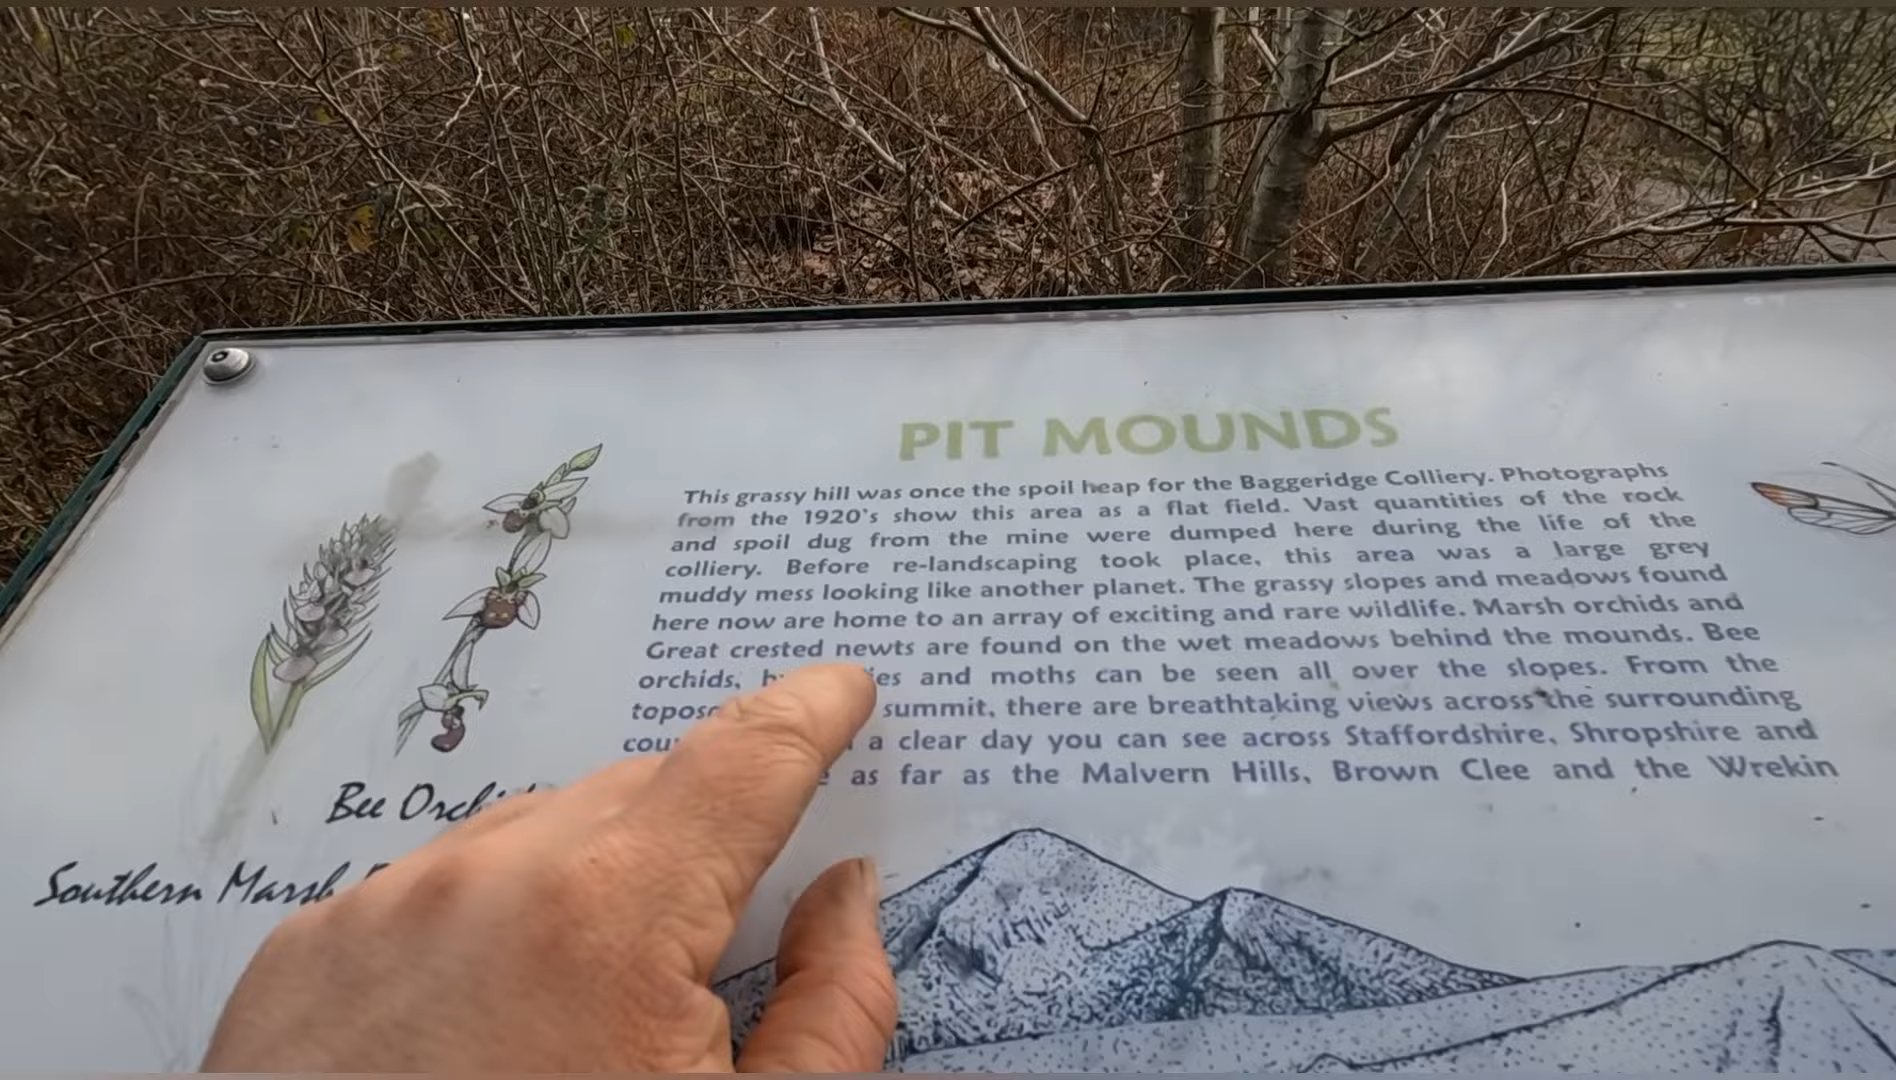 PIT MOUNDS
This grassy hill was once the spoil heap for the Baggeridge Colliery. Photographs
from the 1920's show this area as a flat field. Vast quantities of the rock
and spoil dug from the mine were dumped here during the life of the
colliery. Before re-landscaping took place, this area was a large grey
muddy mess looking like another planet. The grassy slopes and meadows found
here now are home to an array of exciting and rare wildlife. Marsh orchids and
Great crested newts are found on the wet meadows behind the mounds. Bee
orchids, and moths can be seen all over the slopes. From the
summit, there are breathtaking views across the surrounding
a clear day you can see across Staffordshire, Shropshire and
as far as the Malvern Hills, Brown Clee and the Wrekin
Bee
Southern Marsh